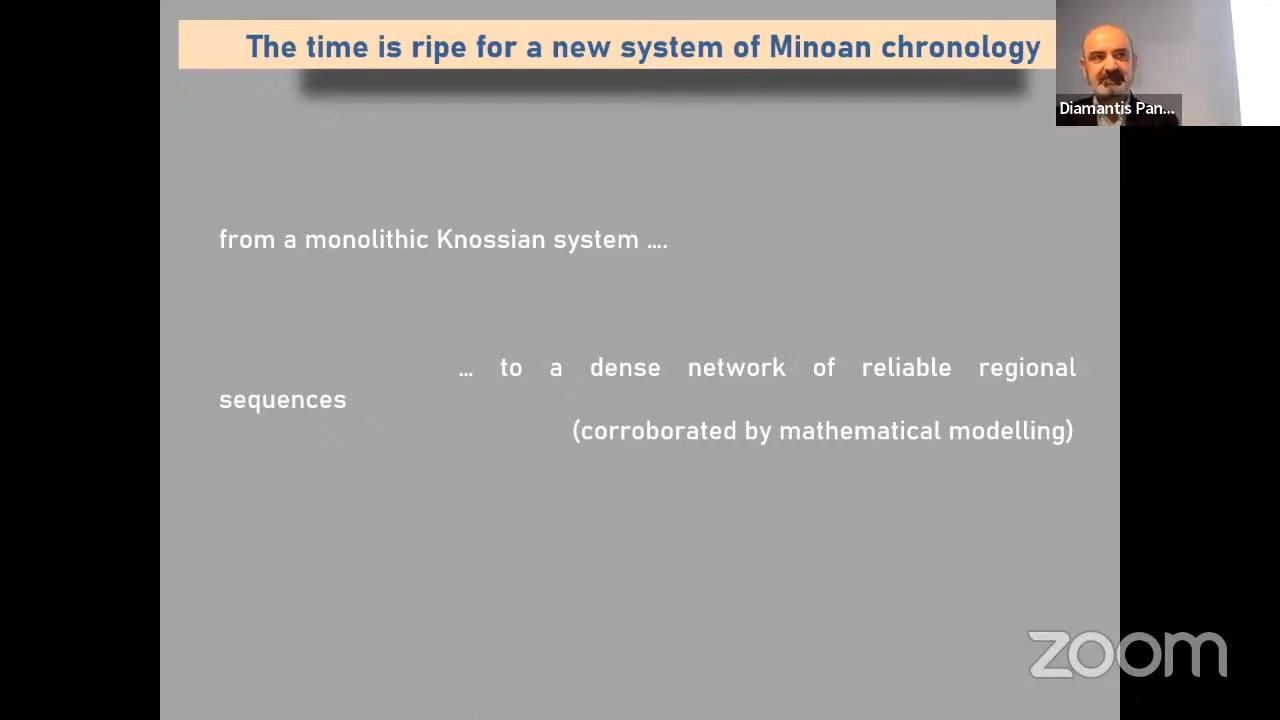 The time is ripe for a new system of Minoan chronology
Diamantis Pan...
from a monolithic Knossian system ....
... to a dense network of reliable regional
sequences
(corroborated by mathematical modelling)
zoom